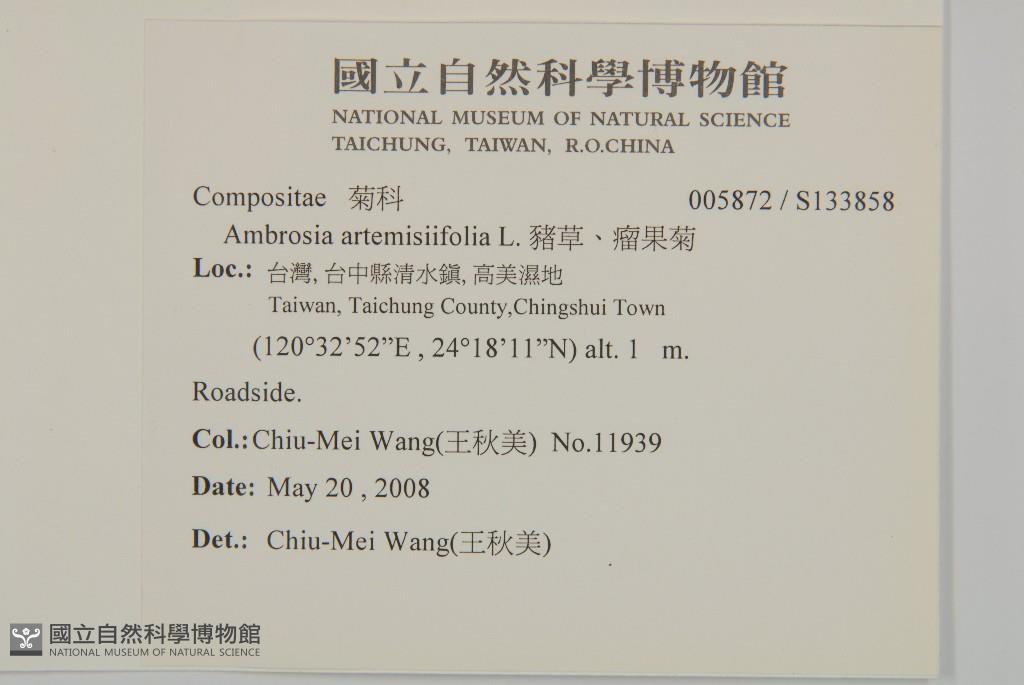 國立自然科學博物館
NATIONAL MUSEUM OF NATURAL SCIENCE
TAICHUNG, TAIWAN, R.O.CHINA
Compositae 菊科 005872 / S133858
Ambrosia artemisiifolia L. 豬草、瘤果菊
Loc.: 台灣, 台中縣清水鎮, 高美濕地
Taiwan, Taichung County,Chingshui Town
(120°32’52”E , 24°18’11”N) alt. 1 m.
Roadside.
Col.: Chiu-Mei Wang(王秋美) No.11939
Date: May 20 , 2008
Det.: Chiu-Mei Wang(王秋美)
國立自然科學博物館
NATIONAL MUSEUM OF NATURAL SCIENCE